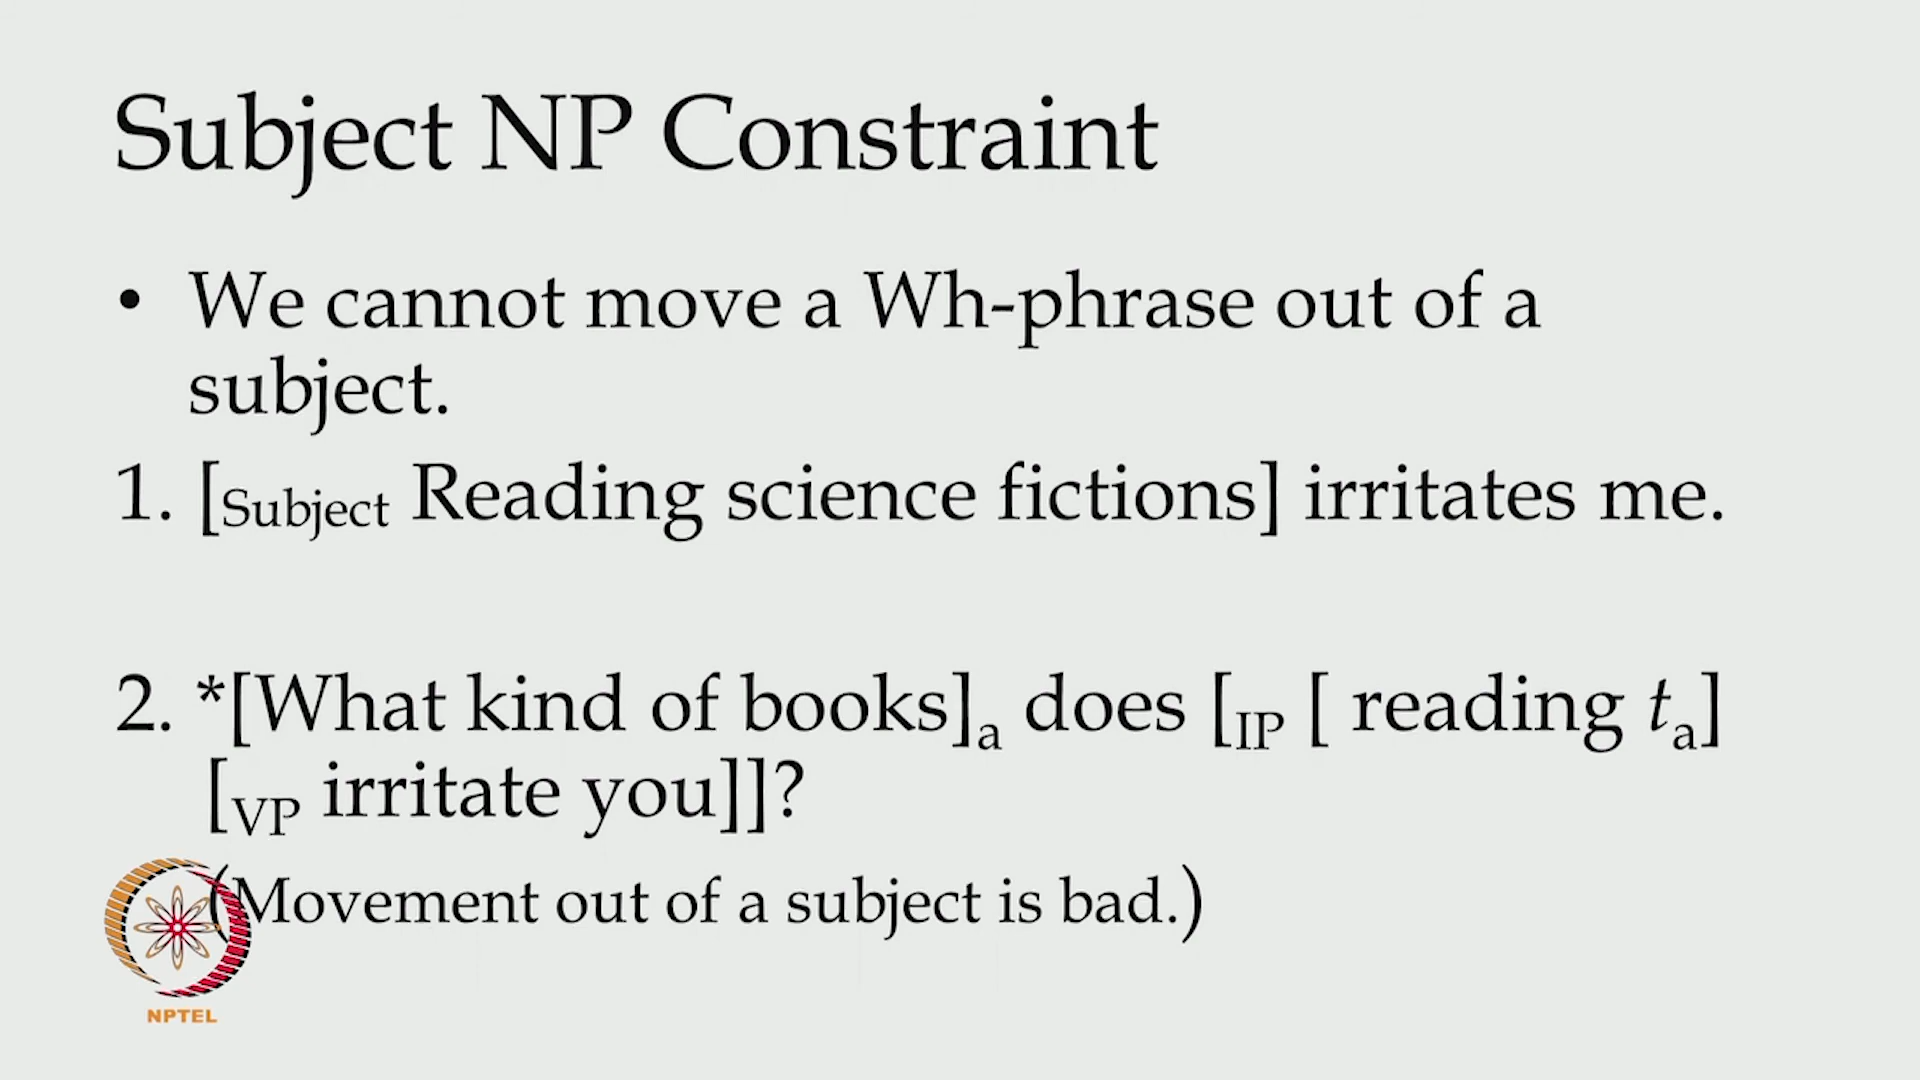 Subject NP Constraint
• We cannot move a Wh-phrase out of a
subject.
1. [Subject Reading science fictions] irritates me.
2. *[What kind of books]a does [IP [ reading ta]
[VP irritate you]]?
(Movement out of a subject is bad.)
NPTEL